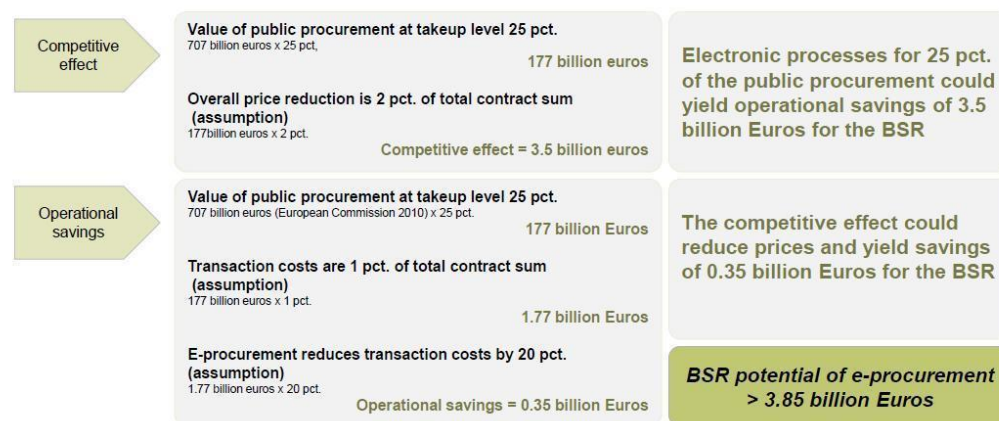 Competitive
effect
Value of public procurement at takeup level 25 pct.
707 billion euros x 25 pct,
177 billion euros
Overall price reduction is 2 pct. of total contract sum
(assumption)
177billion euros x 2 pct.
Competitive effect = 3.5 billion euros
Electronic processes for 25 pct.
of the public procurement could
yield operational savings of 3.5
billion Euros for the BSR
Operational
savings
Value of public procurement at takeup level 25 pct.
707 billion euros (European Commission 2010) x 25 pct.
177 billion Euros
Transaction costs are 1 pct. of total contract sum
(assumption)
177 billion euros x 1 pct.
1.77 billion Euros
E-procurement reduces transaction costs by 20 pct.
(assumption)
1.77 billion euros x 20 pct.
Operational savings = 0.35 billion Euros
The competitive effect could
reduce prices and yield savings
of 0.35 billion Euros for the BSR
BSR potential of e-procurement
> 3.85 billion Euros